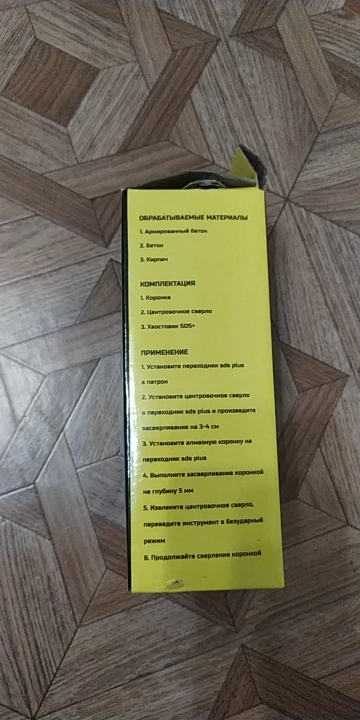 ОБРАБАТЫВАЕМЫЕ МАТЕРИАЛЫ
1. Армированный бетон
2. Бетон
3. Кирпич
КОМПЛЕКТАЦИЯ
1. Коронка
2. Центровочное сверло
3. Хвостовик SDS+
ПРИМЕНЕНИЕ
1. Установите переходник sds plus
в патрон
2. Установите центровочное сверло
в переходник sds plus и произведите
засверливание на 3-4 см
3. Установите алмазную коронку на
переходник sds plus
4. Выполните засверливание коронкой
на глубину 5 мм
5. Извлеките центровочное сверло,
переведите инструмент в безударный
режим
6. Продолжайте сверление коронкой